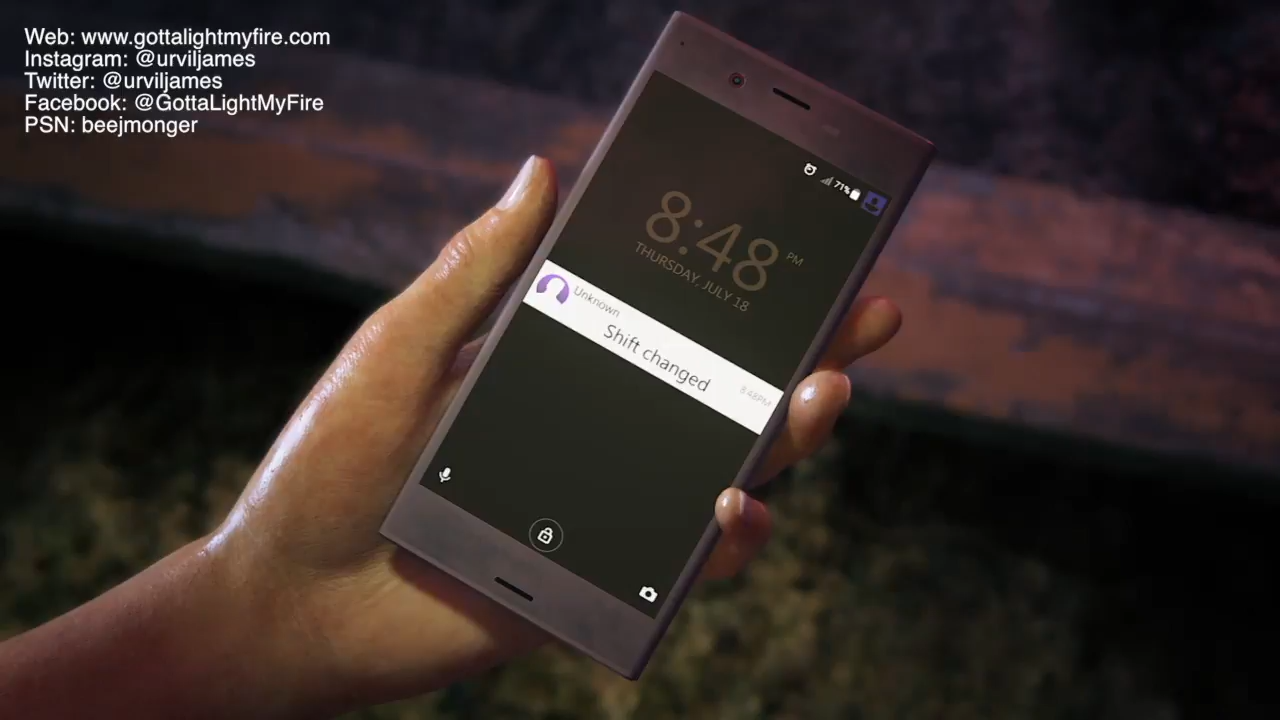 Web: www.gottalightmyfire.com
Instagram: @urviljames
Twitter: @urviljames
Facebook: @GottaLightMyFire
PSN: beejmonger
71%
8:48 PM
THURSDAY, JULY 18
Unknown
Shift changed
8:48PM